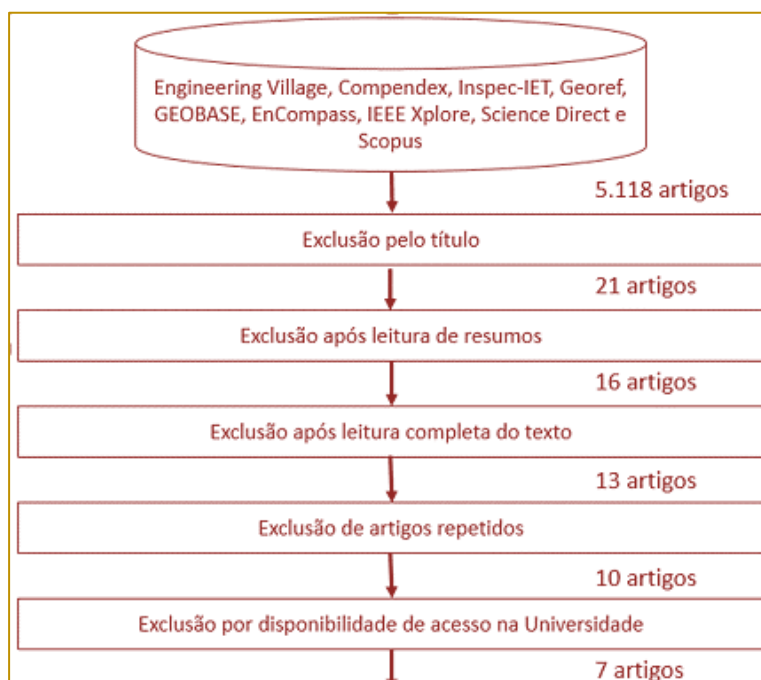 Engineering Village, Compendex, Inspec-IET, Georef,
GEOBASE, EnCompass, IEEE Xplore, Science Direct e
Scopus
5.118 artigos
Exclusão pelo título
21 artigos
Exclusão após leitura de resumos
16 artigos
Exclusão após leitura completa do texto
13 artigos
Exclusão de artigos repetidos
10 artigos
Exclusão por disponibilidade de acesso na Universidade
7 artigos